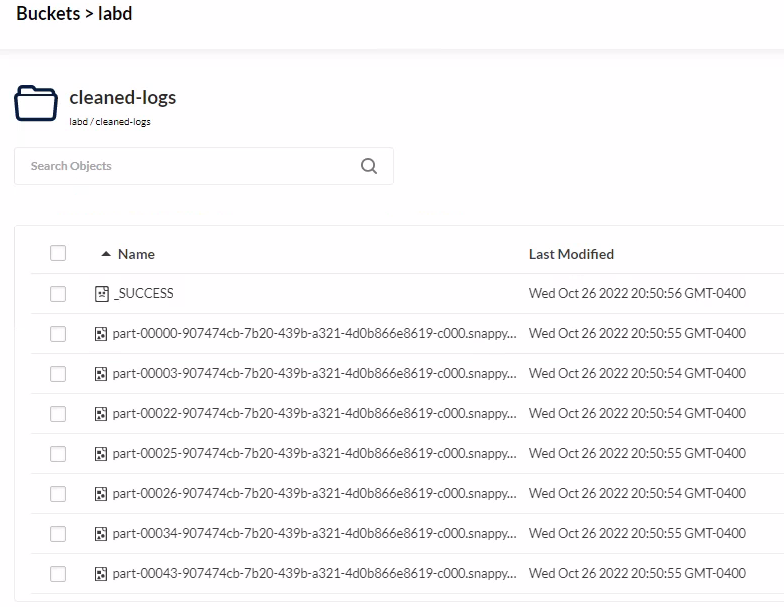 Buckets > labd
cleaned-logs
labd / cleaned-logs
Search Objects
Name Last Modified
_SUCCESS Wed Oct 26 2022 20:50:56 GMT-0400
part-00000-907474cb-7b20-439b-a321-4d0b866e8619-c000.snappy... Wed Oct 26 2022 20:50:55 GMT-0400
part-00003-907474cb-7b20-439b-a321-4d0b866e8619-c000.snappy... Wed Oct 26 2022 20:50:54 GMT-0400
part-00022-907474cb-7b20-439b-a321-4d0b866e8619-c000.snappy... Wed Oct 26 2022 20:50:54 GMT-0400
part-00025-907474cb-7b20-439b-a321-4d0b866e8619-c000.snappy... Wed Oct 26 2022 20:50:55 GMT-0400
part-00026-907474cb-7b20-439b-a321-4d0b866e8619-c000.snappy... Wed Oct 26 2022 20:50:54 GMT-0400
part-00034-907474cb-7b20-439b-a321-4d0b866e8619-c000.snappy... Wed Oct 26 2022 20:50:55 GMT-0400
part-00043-907474cb-7b20-439b-a321-4d0b866e8619-c000.snappy... Wed Oct 26 2022 20:50:55 GMT-0400